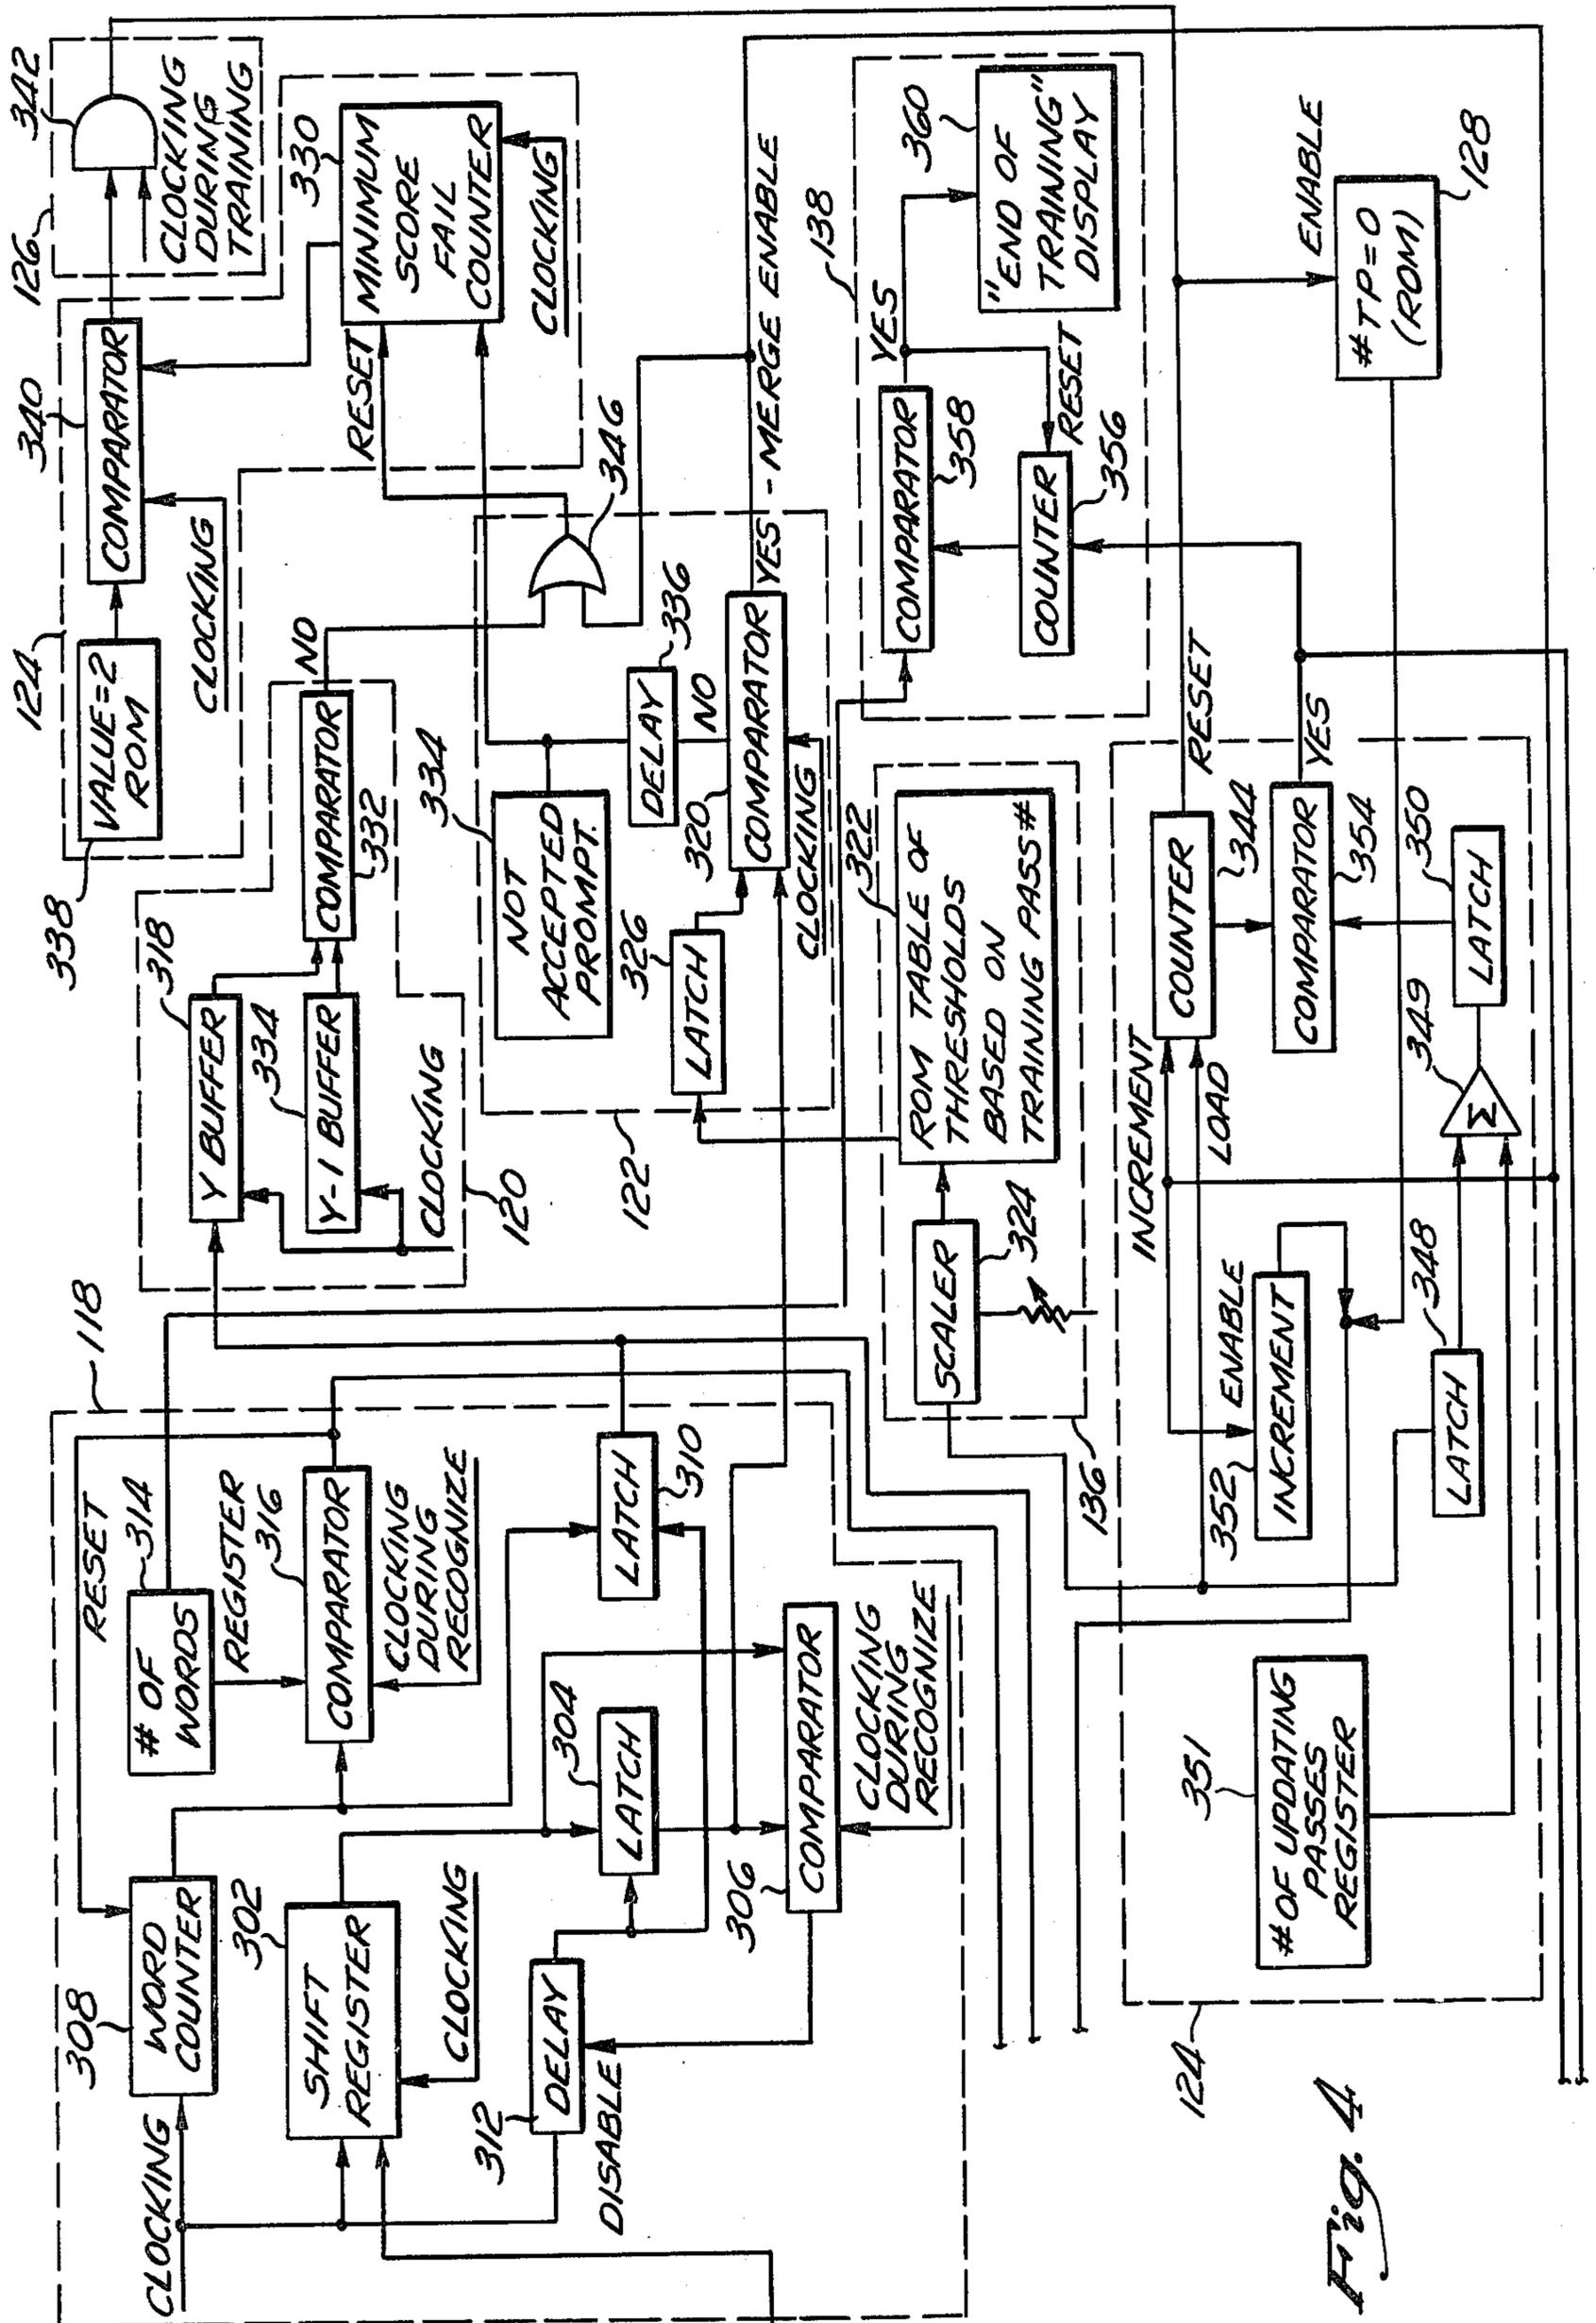 118
CLOCKING
308
WORD
COUNTER
RESET
# OF
WORDS
314
REGISTER
316
COMPARATOR
CLOCKING
DURING
RECOGNIZE
302
SHIFT
REGISTER
CLOCKING
312
DELAY
DISABLE
304
LATCH
310
LATCH
306
COMPARATOR
CLOCKING
DURING
RECOGNIZE
318
Y BUFFER
334
Y-1 BUFFER
CLOCKING
120
COMPARATOR
332
NO
338
VALUE=2
ROM
124
340
COMPARATOR
CLOCKING
126
342
CLOCKING
DURING
TRAINING
330
MINIMUM
SCORE
FAIL
COUNTER
RESET
CLOCKING
346
334
NOT
ACCEPTED
PROMPT.
336
DELAY
NO
326
LATCH
320
COMPARATOR
CLOCKING
122
YES - MERGE ENABLE
322
ROM TABLE OF
THRESHOLDS
BASED ON
TRAINING PASS#
SCALER
324
136
138
COMPARATOR
358
YES
360
"END OF
TRAINING"
DISPLAY
RESET
COUNTER
356
ENABLE
#TP=0
(ROM)
128
INCREMENT
LOAD
COUNTER
344
RESET
COMPARATOR
354
YES
349
Σ
350
LATCH
352
ENABLE
INCREMENT
348
LATCH
351
# OF UPDATING
PASSES
REGISTER
124
Fig. 4